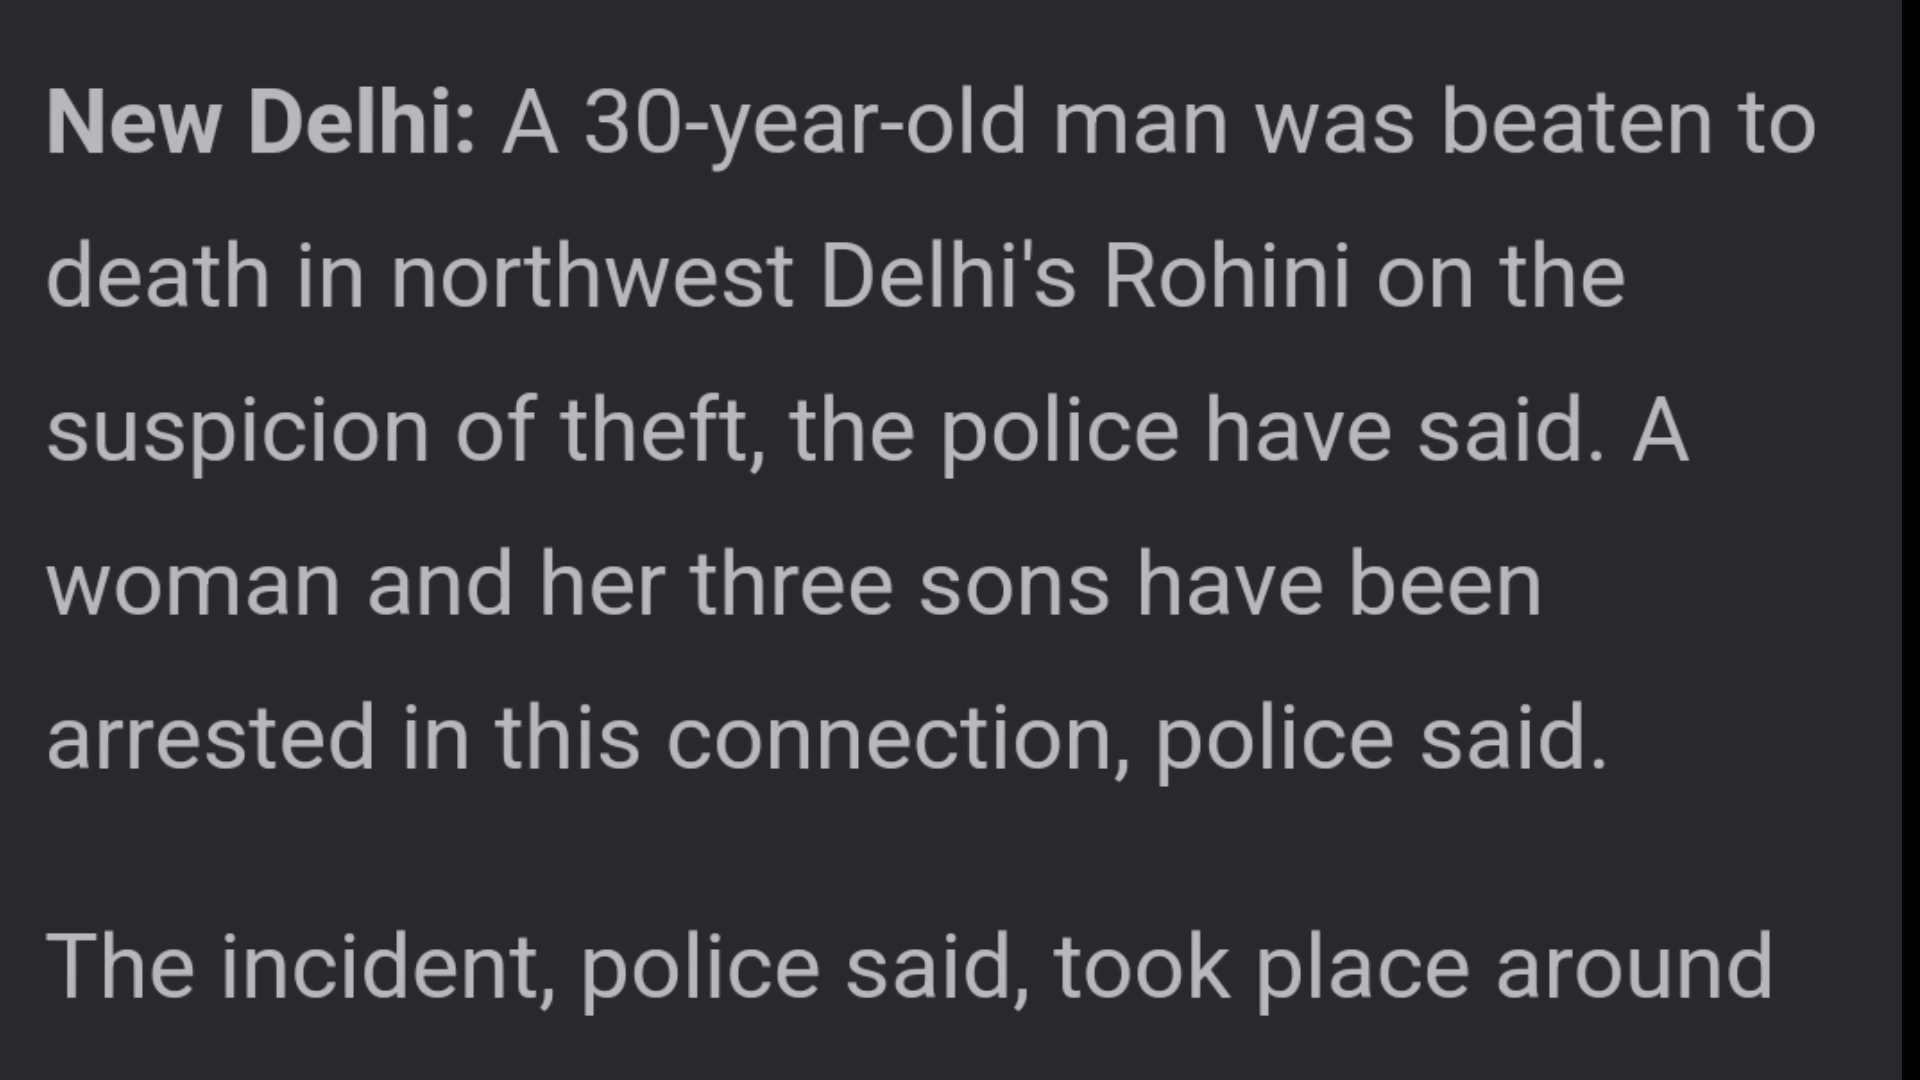 New Delhi: A 30-year-old man was beaten to
death in northwest Delhi's Rohini on the
suspicion of theft, the police have said. A
woman and her three sons have been
arrested in this connection, police said.
The incident, police said, took place around